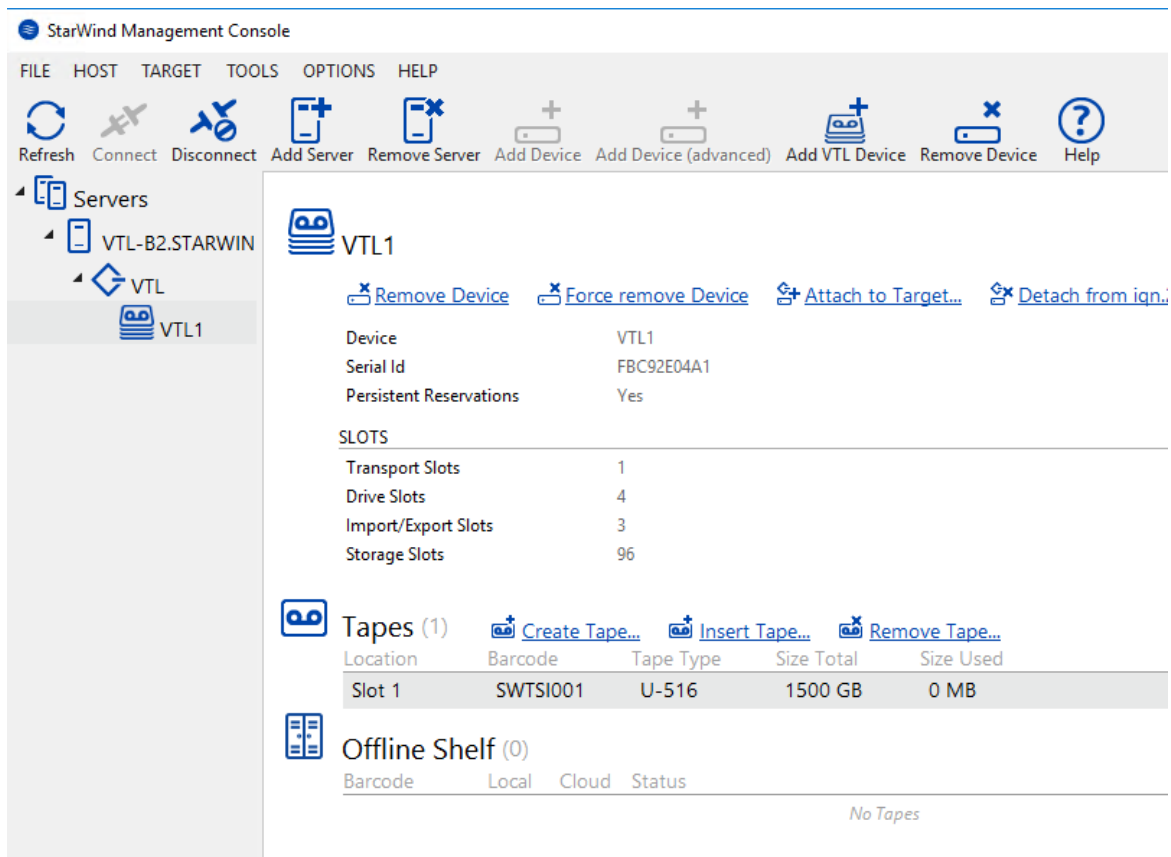 StarWind Management Console
FILE HOST TARGET TOOLS OPTIONS HELP
Refresh Connect Disconnect Add Server Remove Server Add Device Add Device (advanced) Add VTL Device Remove Device Help
Servers
VTL-B2.STARWIN
VTL
VTL1
VTL1
Remove Device Force remove Device Attach to Target... Detach from iqn.2
Device VTL1
Serial Id FBC92E04A1
Persistent Reservations Yes
SLOTS
Transport Slots 1
Drive Slots 4
Import/Export Slots 3
Storage Slots 96
Tapes (1) Create Tape... Insert Tape... Remove Tape...
Location Barcode Tape Type Size Total Size Used
Slot 1 SWTSI001 U-516 1500 GB 0 MB
Offline Shelf (0)
Barcode Local Cloud Status
No Tapes